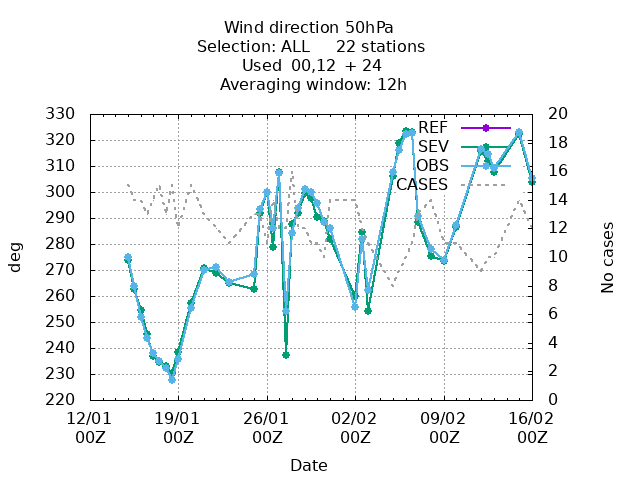 Wind direction 50hPa
Selection: ALL 22 stations
Used 00,12 + 24
Averaging window: 12h
330
320
310
300
290
280
270
260
250
240
230
220
deg
20
18
16
14
12
10
8
6
4
2
0
No cases
REF
SEV
OBS
CASES
12/01 19/01 26/01 02/02 09/02 16/02
00Z 00Z 00Z 00Z 00Z 00Z
Date